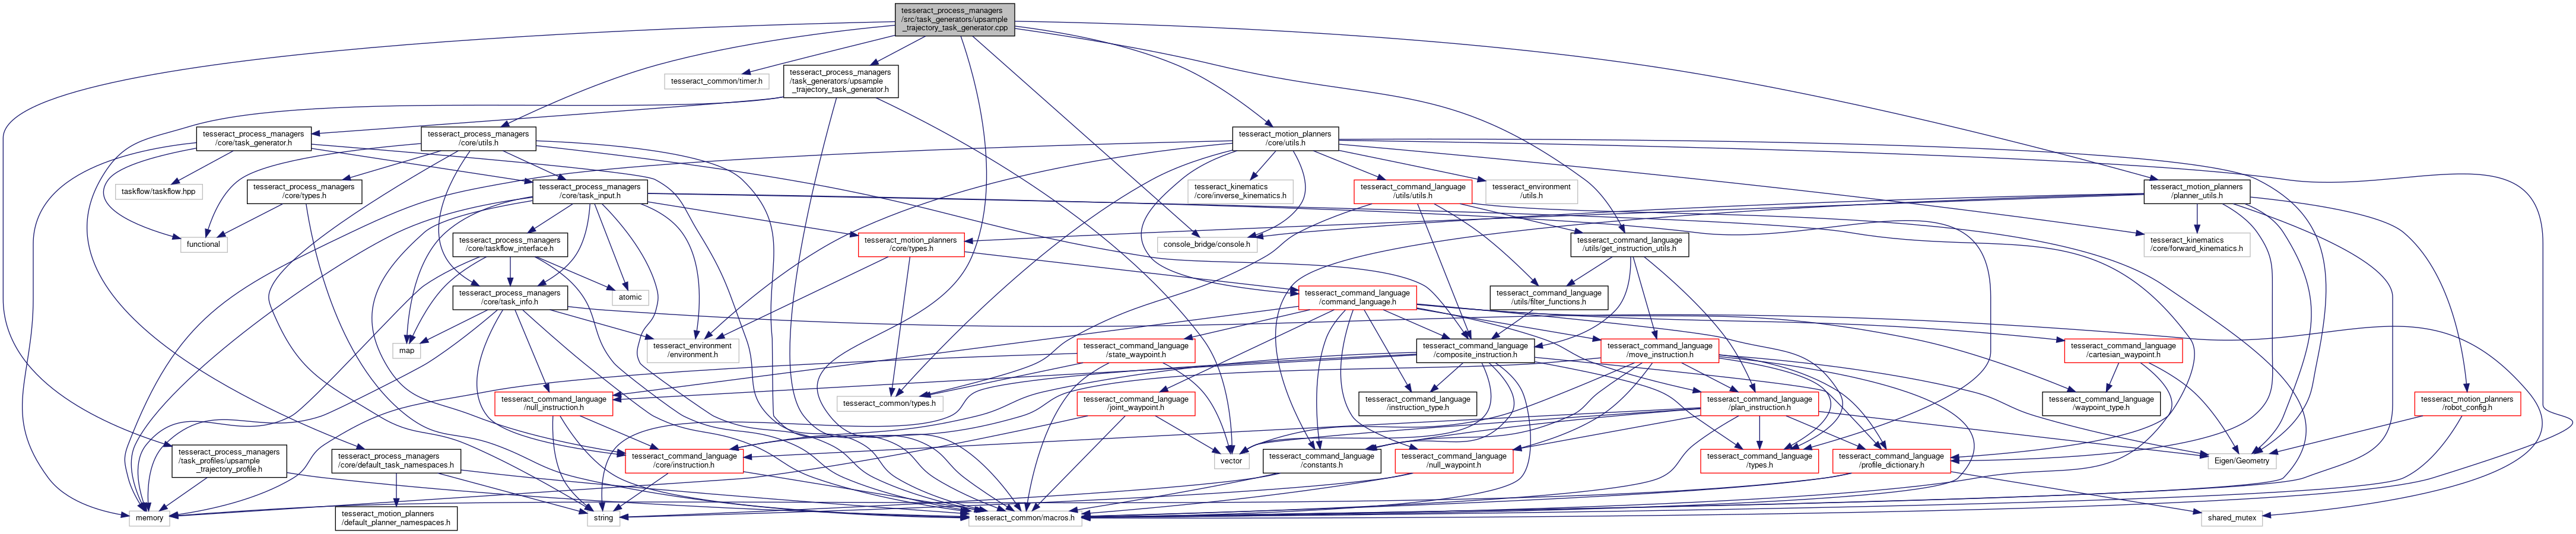 tesseract_process_managers
/src/task_generators/upsample
_trajectory_task_generator.cpp
tesseract_common/timer.h
tesseract_process_managers
/task_generators/upsample
_trajectory_task_generator.h
tesseract_process_managers
/core/task_generator.h
tesseract_process_managers
/core/utils.h
tesseract_motion_planners
/core/utils.h
taskflow/taskflow.hpp
tesseract_process_managers
/core/types.h
tesseract_process_managers
/core/task_input.h
tesseract_kinematics
/core/inverse_kinematics.h
tesseract_command_language
/utils/utils.h
tesseract_environment
/utils.h
tesseract_motion_planners
/planner_utils.h
functional
tesseract_process_managers
/core/taskflow_interface.h
tesseract_motion_planners
/core/types.h
console_bridge/console.h
tesseract_command_language
/utils/get_instruction_utils.h
tesseract_kinematics
/core/forward_kinematics.h
tesseract_process_managers
/core/task_info.h
atomic
tesseract_command_language
/command_language.h
tesseract_command_language
/utils/filter_functions.h
map
tesseract_environment
/environment.h
tesseract_command_language
/state_waypoint.h
tesseract_command_language
/composite_instruction.h
tesseract_command_language
/move_instruction.h
tesseract_command_language
/cartesian_waypoint.h
tesseract_command_language
/null_instruction.h
tesseract_common/types.h
tesseract_command_language
/joint_waypoint.h
tesseract_command_language
/instruction_type.h
tesseract_command_language
/plan_instruction.h
tesseract_command_language
/waypoint_type.h
tesseract_motion_planners
/robot_config.h
tesseract_process_managers
/task_profiles/upsample
_trajectory_profile.h
tesseract_process_managers
/core/default_task_namespaces.h
tesseract_command_language
/core/instruction.h
vector
tesseract_command_language
/constants.h
tesseract_command_language
/null_waypoint.h
tesseract_command_language
/types.h
tesseract_command_language
/profile_dictionary.h
Eigen/Geometry
memory
tesseract_motion_planners
/default_planner_namespaces.h
string
tesseract_common/macros.h
shared_mutex